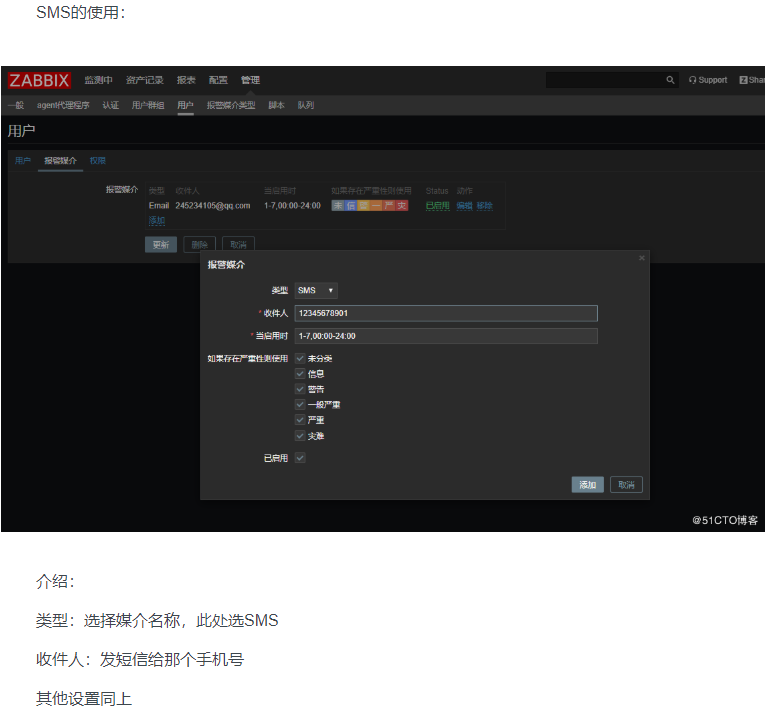 SMS的使用：
ZABBIX 监测中 资产记录 报表 配置 管理 Support Shar
一般 agent代理程序 认证 用户群组 用户 报警媒介类型 脚本 队列
用户
用户 报警媒介 权限
报警媒介 类型 收件人 当启用时 如果存在严重性则使用 Status 动作
Email 245234105@qq.com 1-7,00:00-24:00 未 信 警 一 严 灾 已启用 编辑 移除
添加
更新 删除 取消
报警媒介
类型 SMS
* 收件人 12345678901
* 当启用时 1-7,00:00-24:00
如果存在严重性则使用 未分类
信息
警告
一般严重
严重
灾难
已启用
添加 取消
@51CTO博客
介绍：
类型：选择媒介名称，此处选SMS
收件人：发短信给那个手机号
其他设置同上